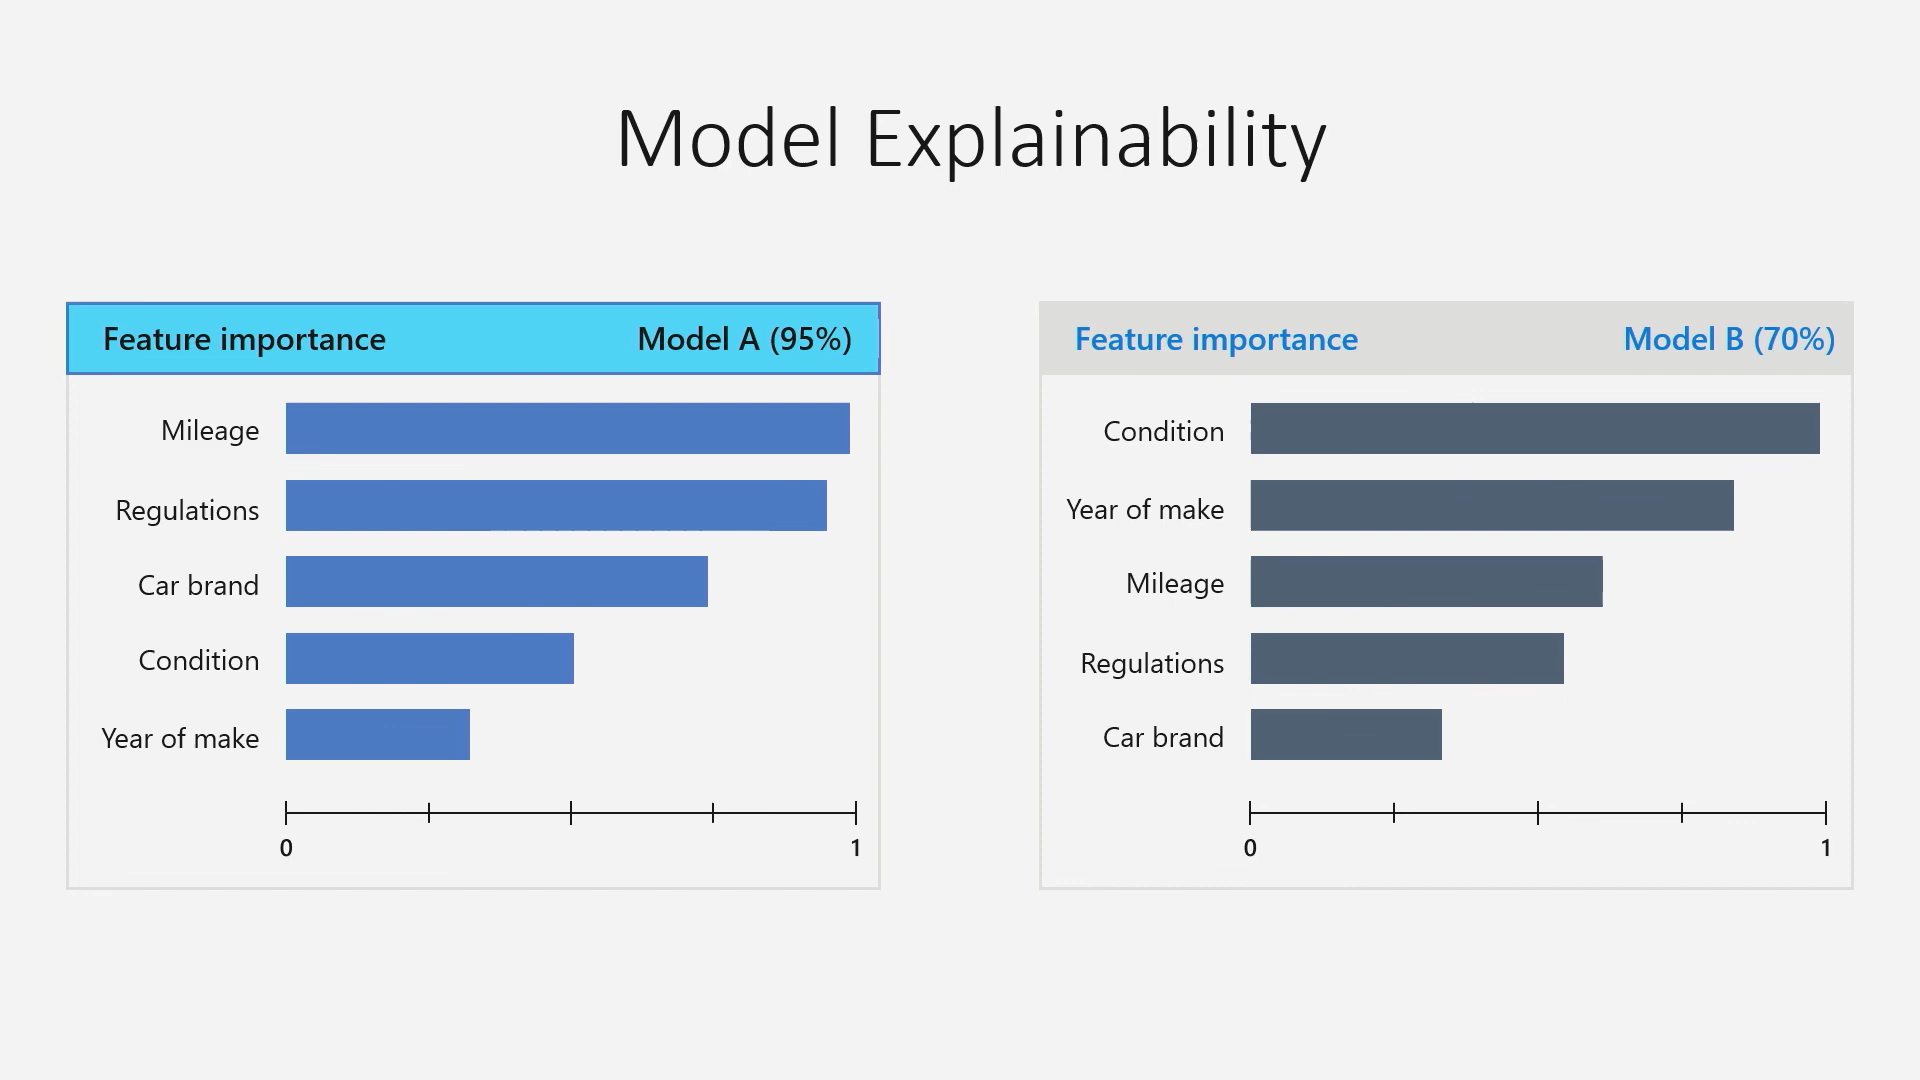 Model Explainability
Feature importance Model A (95%)
Mileage
Regulations
Car brand
Condition
Year of make
0 1
Feature importance Model B (70%)
Condition
Year of make
Mileage
Regulations
Car brand
0 1